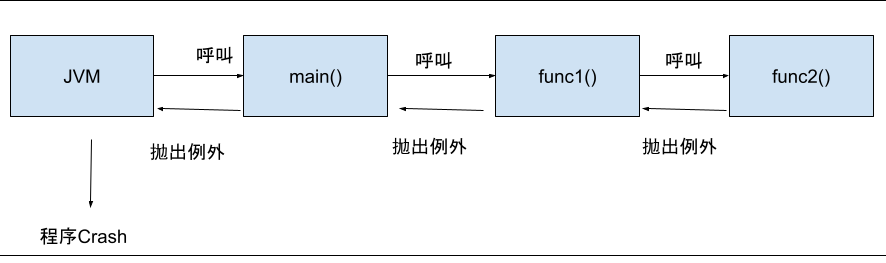 呼叫
呼叫
呼叫
JVM
main()
func1()
func2()
拋出例外
拋出例外
拋出例外
程序Crash